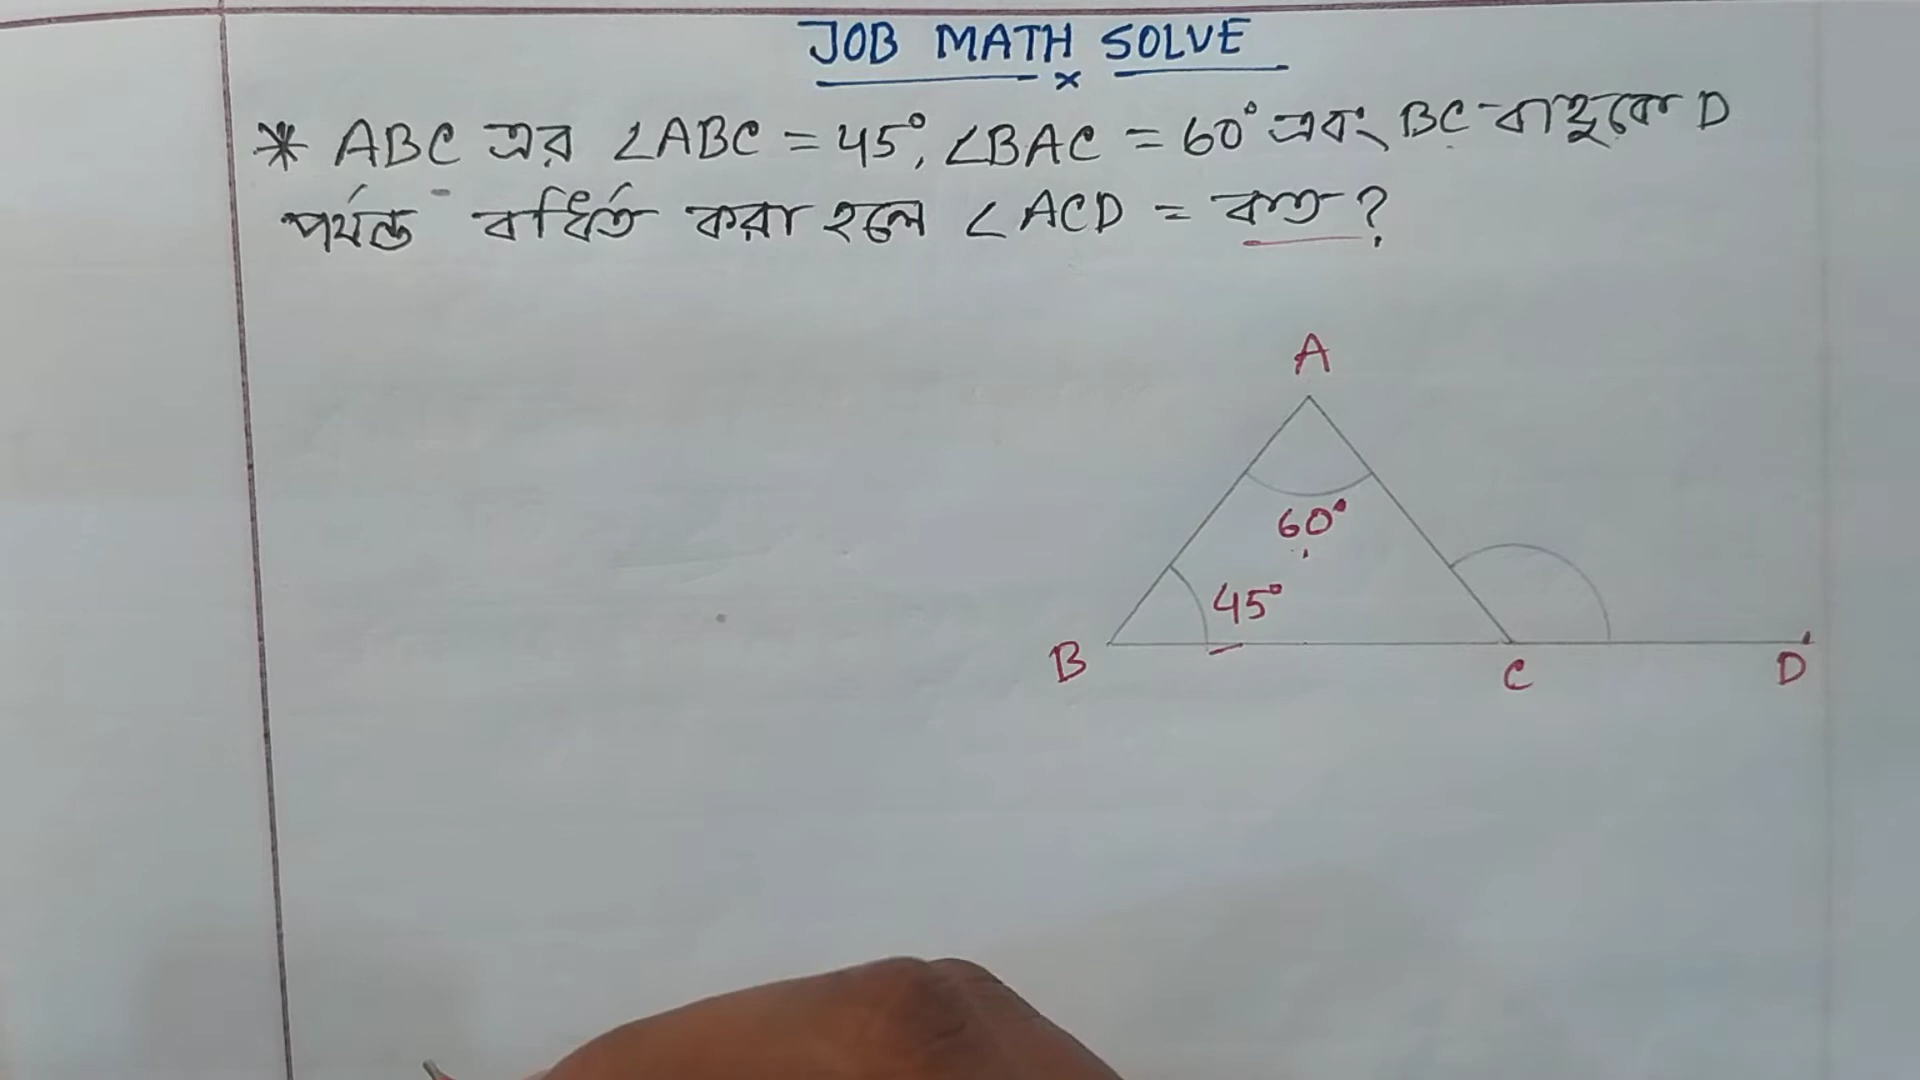 JOB MATH SOLVE
x
* ABC এর ∠ABC = 45°, ∠BAC = 60° এবং BC-বাহুকে D
পর্যন্ত বর্ধিত করা হলে ∠ACD = কত?
A
60°
45°
B
C
D